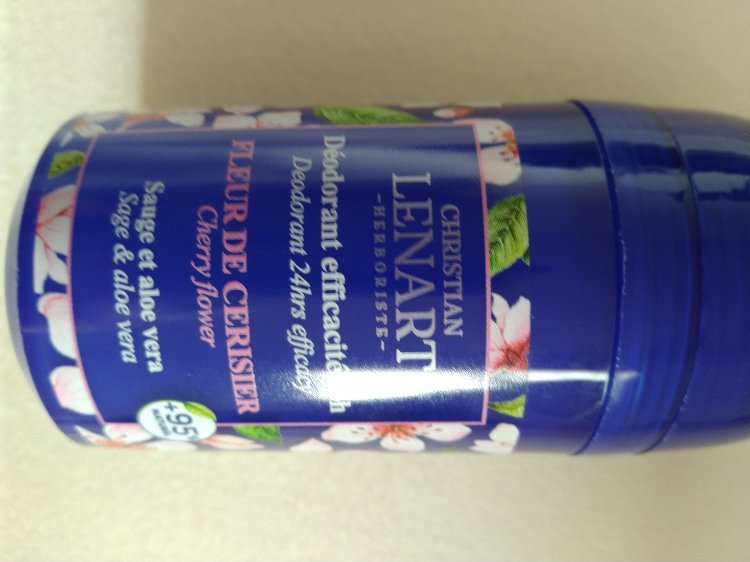 CHRISTIAN
LENART
-HERBORISTE-
Déodorant efficacité
Deodorant 24hrs efficacy
FLEUR DE CERISIER
Cherry flower
Sauge et aloe vera
Sage & aloe vera
+95%